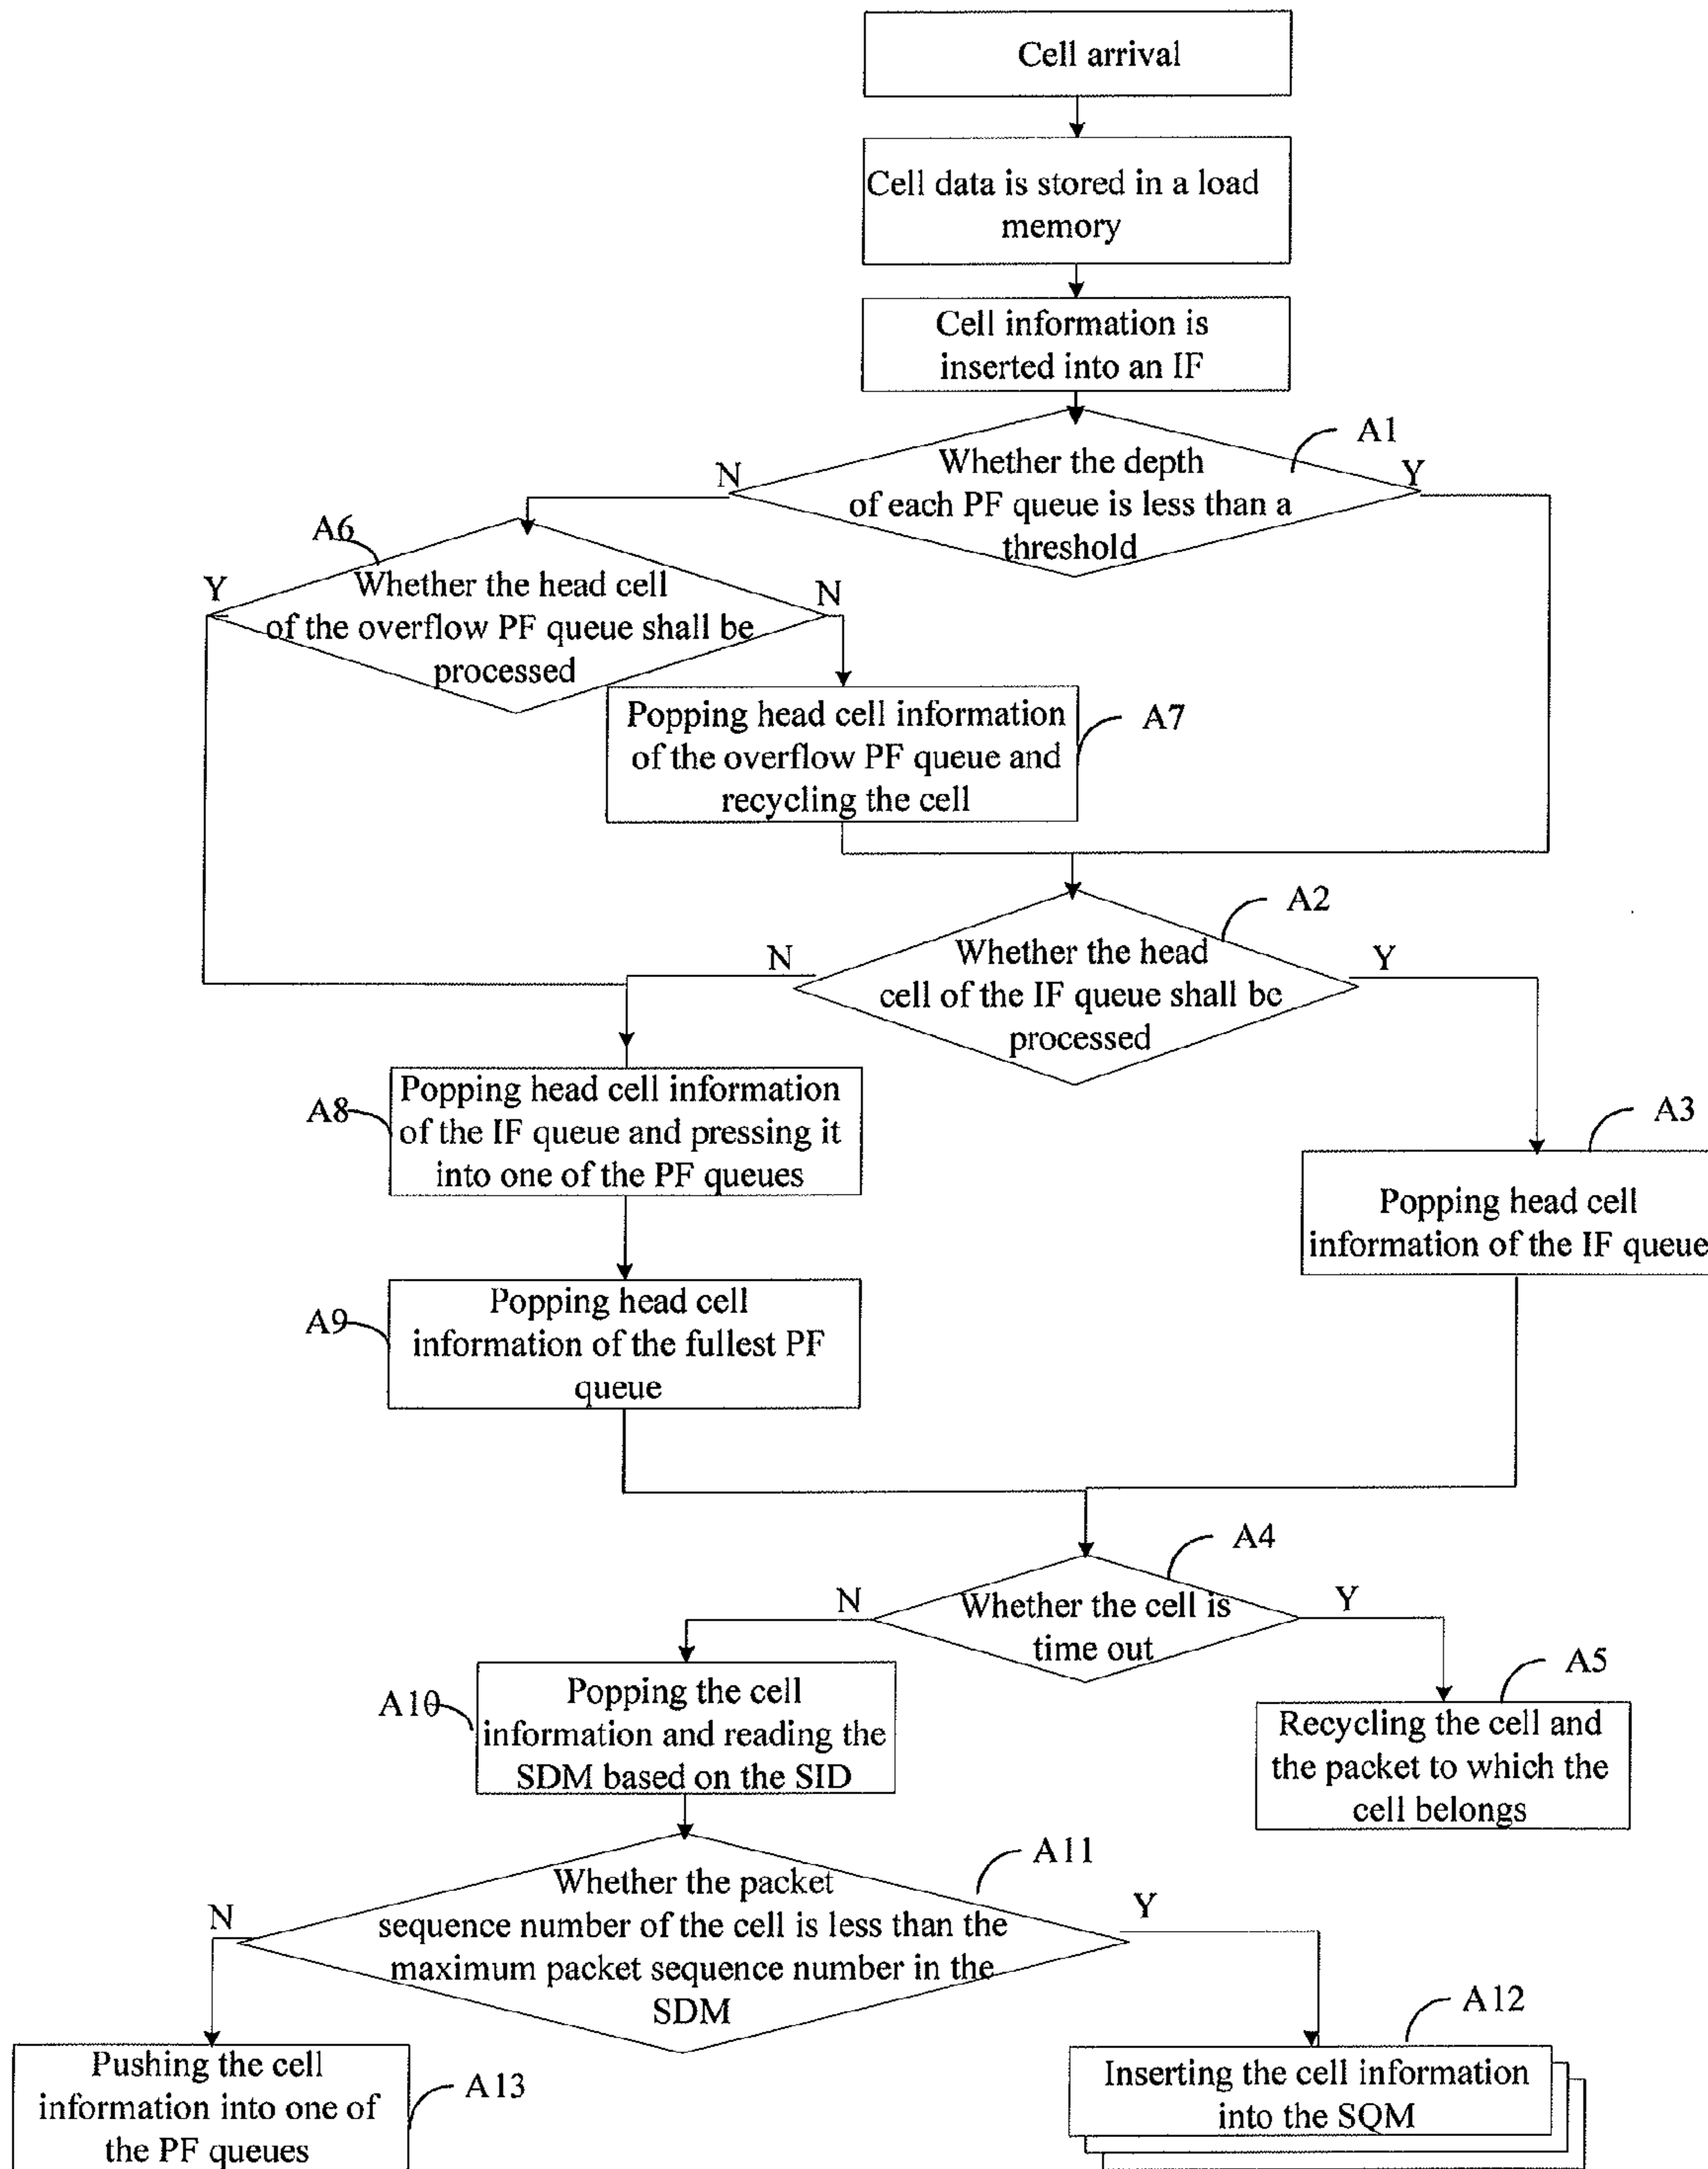 Cell arrival
Cell data is stored in a load
memory
Cell information is
inserted into an IF
A1
Whether the depth
of each PF queue is less than a
threshold
N
Y
A6
Whether the head cell
of the overflow PF queue shall be
processed
Y
N
Popping head cell information
of the overflow PF queue and
recycling the cell
A7
A2
Whether the head
cell of the IF queue shall be
processed
N
Y
A8
Popping head cell information
of the IF queue and pressing it
into one of the PF queues
A3
Popping head cell
information of the IF queue
A9
Popping head cell
information of the fullest PF
queue
A4
Whether the cell is
time out
N
Y
A10
Popping the cell
information and reading the
SDM based on the SID
A5
Recycling the cell and
the packet to which the
cell belongs
A11
Whether the packet
sequence number of the cell is less than the
maximum packet sequence number in the
SDM
N
Y
A12
Inserting the cell information
into the SQM
Pushing the cell
information into one of
the PF queues
A13